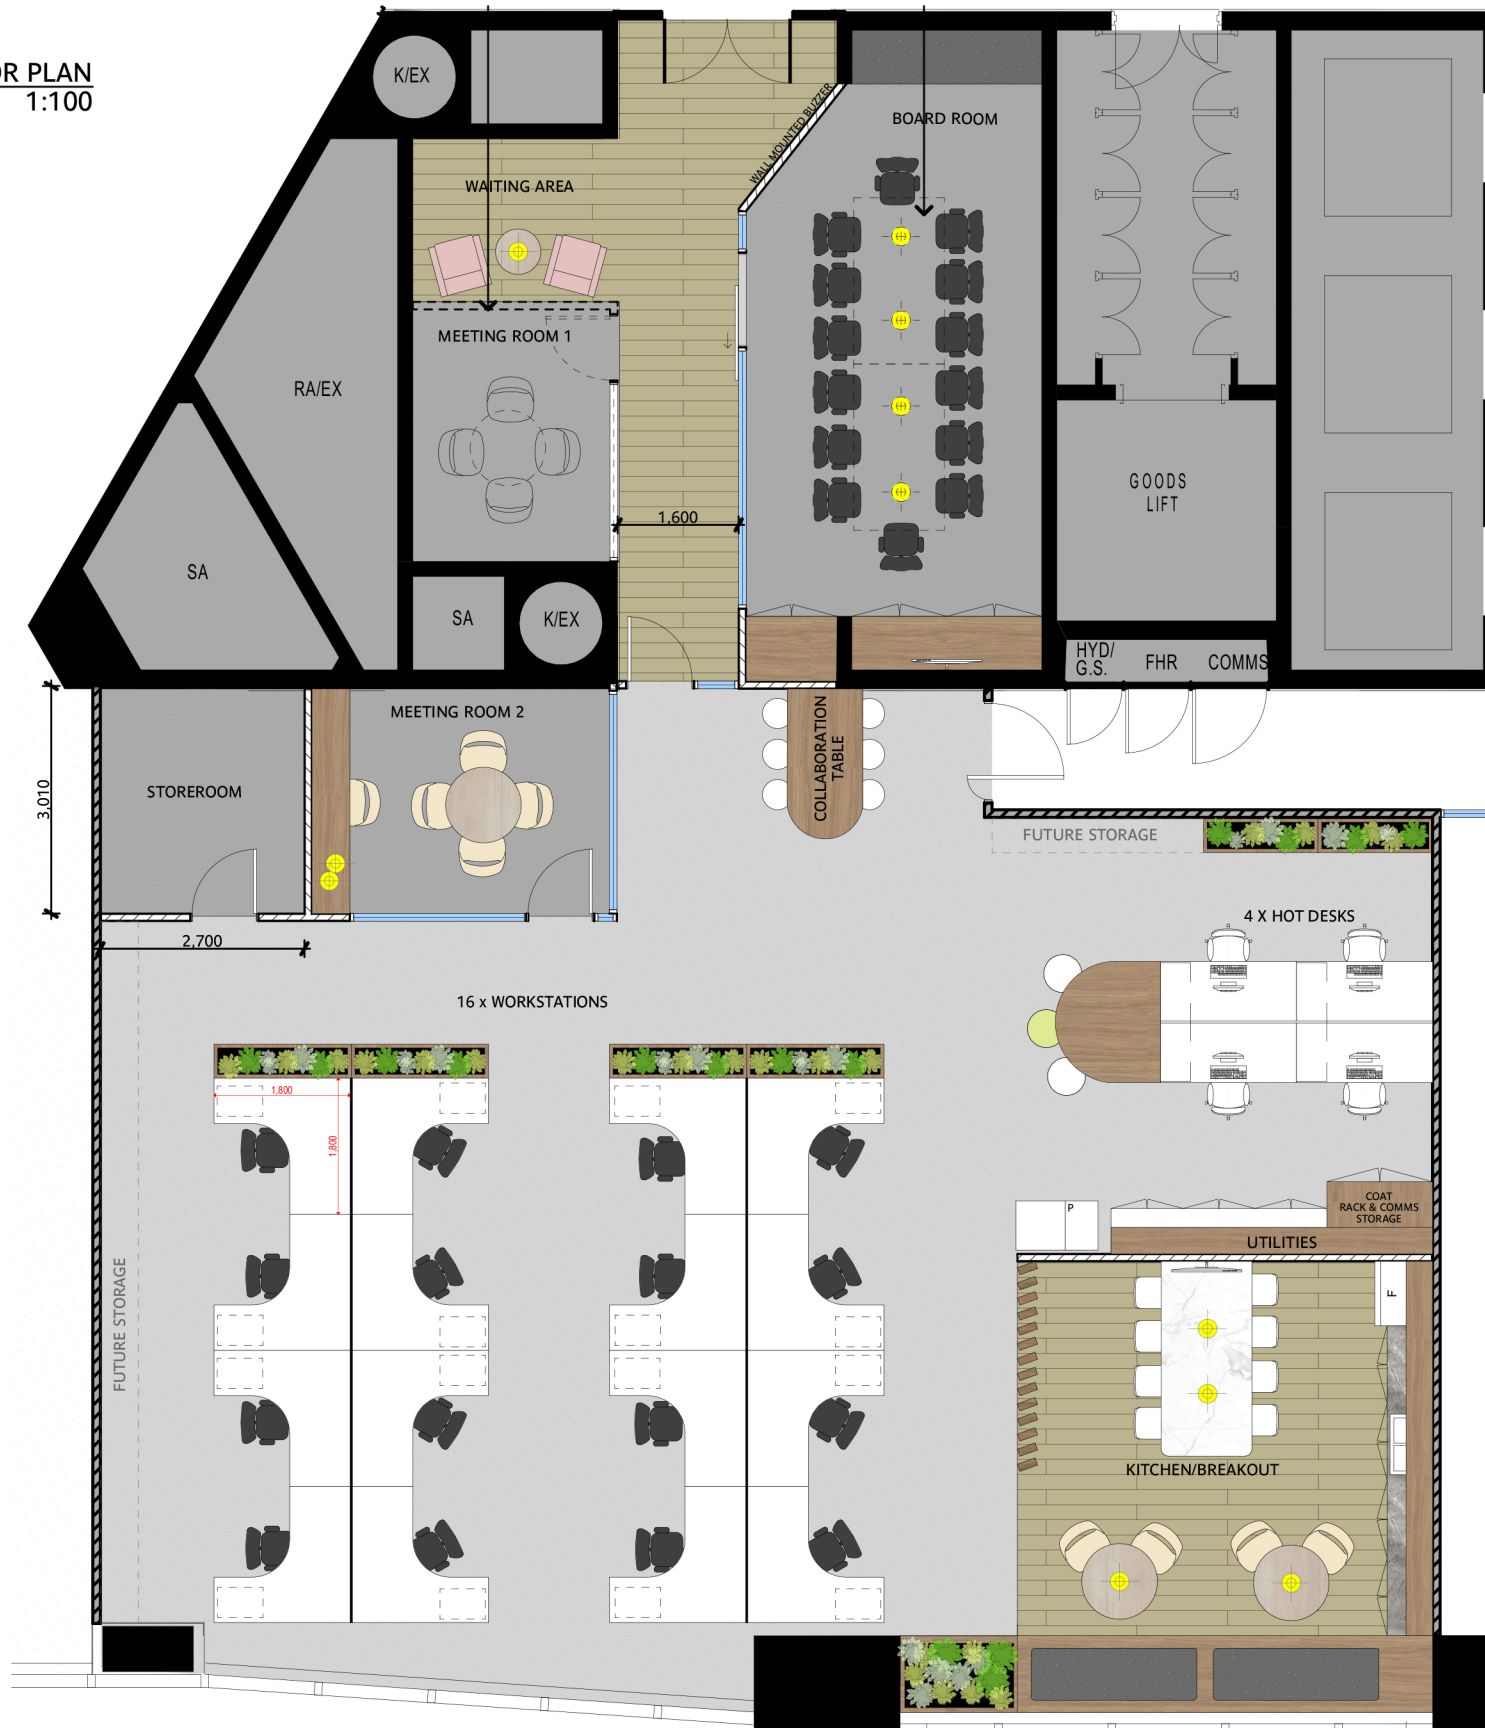 OR PLAN
1:100
K/EX
WALL MOUNTED BUZZER
BOARD ROOM
WAITING AREA
MEETING ROOM 1
RA/EX
GOODS
LIFT
1,600
SA
SA
K/EX
HYD/
G.S.
FHR
COMMS
MEETING ROOM 2
COLLABORATION
TABLE
STOREROOM
3,010
FUTURE STORAGE
4 X HOT DESKS
2,700
16 x WORKSTATIONS
1,800
1,800
COAT
RACK & COMMS
STORAGE
P
UTILITIES
F
FUTURE STORAGE
KITCHEN/BREAKOUT